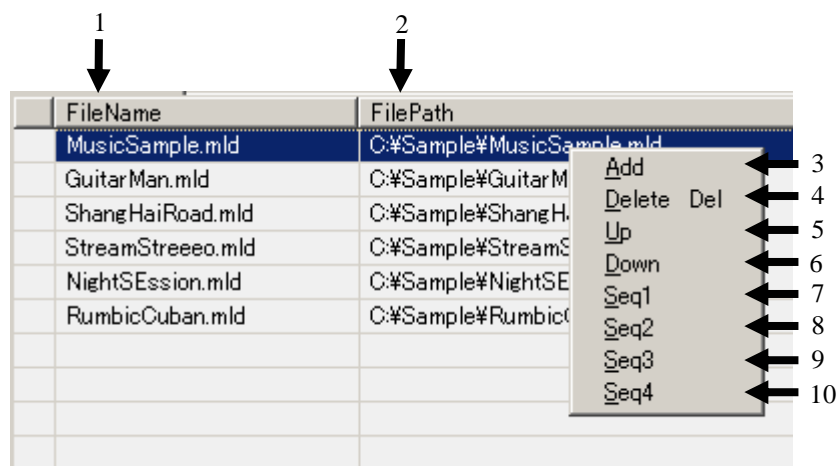 1 2
FileName FilePath
MusicSample.mld C:¥Sample¥MusicSample.mld
Add 3
GuitarMan.mld C:¥Sample¥GuitarM
Delete Del 4
ShangHaiRoad.mld C:¥Sample¥ShangH
Up 5
StreamStreeeo.mld C:¥Sample¥StreamS
Down 6
NightSEssion.mld C:¥Sample¥NightSE
Seq1 7
RumbicCuban.mld C:¥Sample¥Rumbic
Seq2 8
Seq3 9
Seq4 10